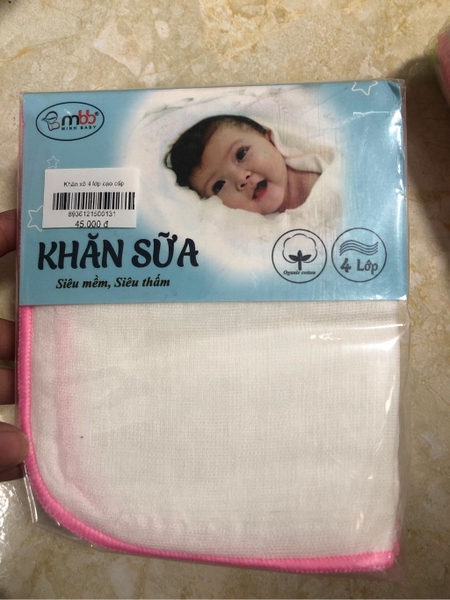 mbb®
MINH BABY
Khăn xô 4 lớp cao cấp
8936121500131
45.000 đ
KHĂN SỮA
Siêu mềm, Siêu thấm
Organic cotton
4 Lớp